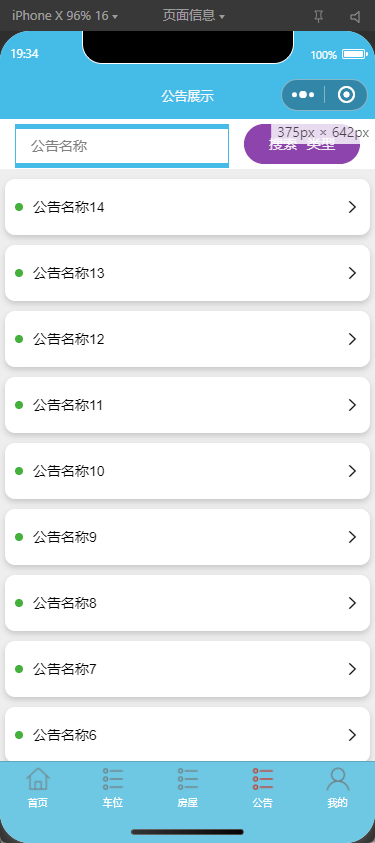 iPhone X 96% 16 页面信息
19:34 100%
公告展示
公告名称 搜索 类型
375px × 642px
公告名称14
公告名称13
公告名称12
公告名称11
公告名称10
公告名称9
公告名称8
公告名称7
公告名称6
首页 车位 房屋 公告 我的